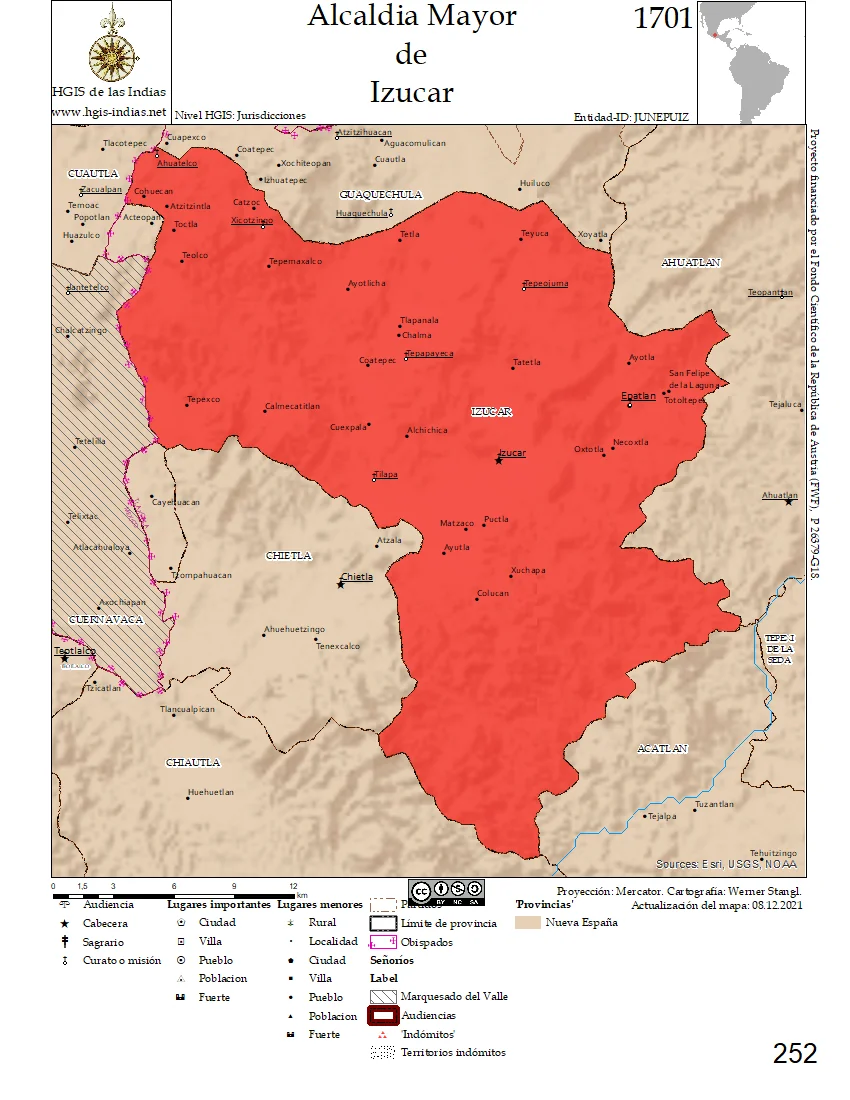 Alcaldia Mayor
de
Izucar
1701
HGIS de las Indias
www.hgis-indias.net
Nivel HGIS: Jurisdicciones
Entidad-ID: JUNEPUIZ
Proyecto financiado por el Fondo Científico de la República de Austria (FWF), P 26379-G18.
Tlacotepec
Cuapexco
Atzitzihuacan
Aguacomulican
Coatepec
Ahuatelco
Xochiteopan
Cuautla
CUAUTLA
Zacualpan
Cohuecan
Izhuatepec
Huiluco
GUAQUECHULA
Temoac
Atzitzintla
Catzoc
Huaquechula
Popotlan
Acteopan
Toctla
Xicotzingo
Huazulco
Tetla
Teyuca
Xoyatla
Teolco
Tepemaxalco
AHUATLAN
Jantetelco
Ayotlicha
Tepeojuma
Teopantlan
Chalcatzingo
Tlapanala
Chalma
Coatepec
Tepapayeca
Tatetla
Ayotla
San Felipe
de la Laguna
Tepexco
Calmecatitlan
Epatlan
Totoltepec
Tejaluca
IZUCAR
Cuexpala
Alchichica
Tetelilla
Izucar
Oxtotla
Necoxtla
Tilapa
Cayehuacan
Ahuatlan
Telixtac
Matzaco
Puctla
Atlacahualoya
Atzala
Ayutla
CHIETLA
Tzompahuacan
Chietla
Xuchapa
Colucan
Axochiapan
CUERNAVACA
Ahuehuetzingo
Tenexcalco
TEPEJI
DE LA
SEDA
Teotlalco
Tzicatlan
Tlancualpican
CHIAUTLA
ACATLAN
Huehuetlan
Tuzantlan
Tejalpa
Tehuitzingo
Sources: Esri, USGS, NOAA
0 1,5 3 6 9 12
km
CC BY NC SA
Proyección: Mercator. Cartografía: Werner Stangl.
Actualización del mapa: 08.12.2021
Audiencia
Cabecera
Sagrario
Curato o misión
Lugares importantes
Ciudad
Villa
Pueblo
Poblacion
Fuerte
Lugares menores
Rural
Localidad
Ciudad
Villa
Pueblo
Poblacion
Fuerte
Límite de provincia
Obispados
Señoríos
Label
Marquesado del Valle
Audiencias
'Indómitos'
Territorios indómitos
'Provincias'
Nueva España
252